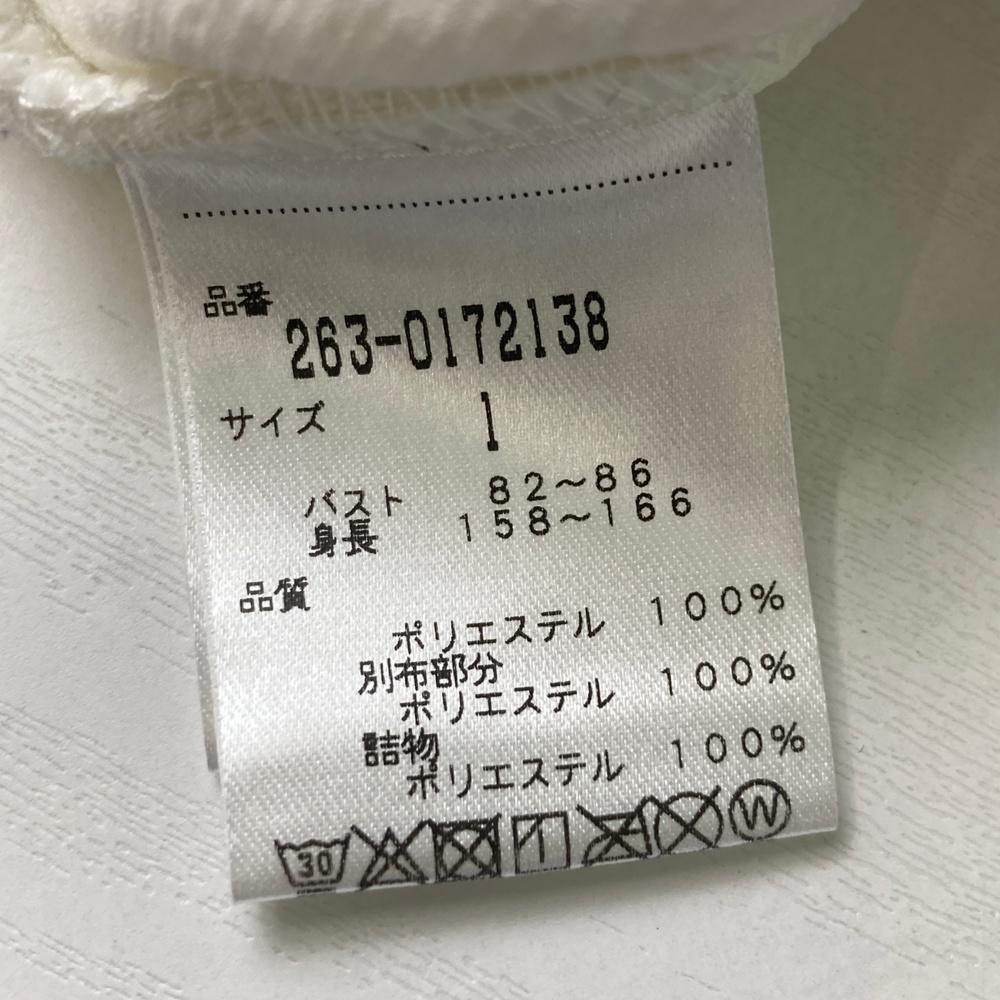 品番
263-0172138
サイズ 1
バスト 82~86
身長 158~166
品質
ポリエステル 100%
別布部分
ポリエステル 100%
詰物
ポリエステル 100%
30
W